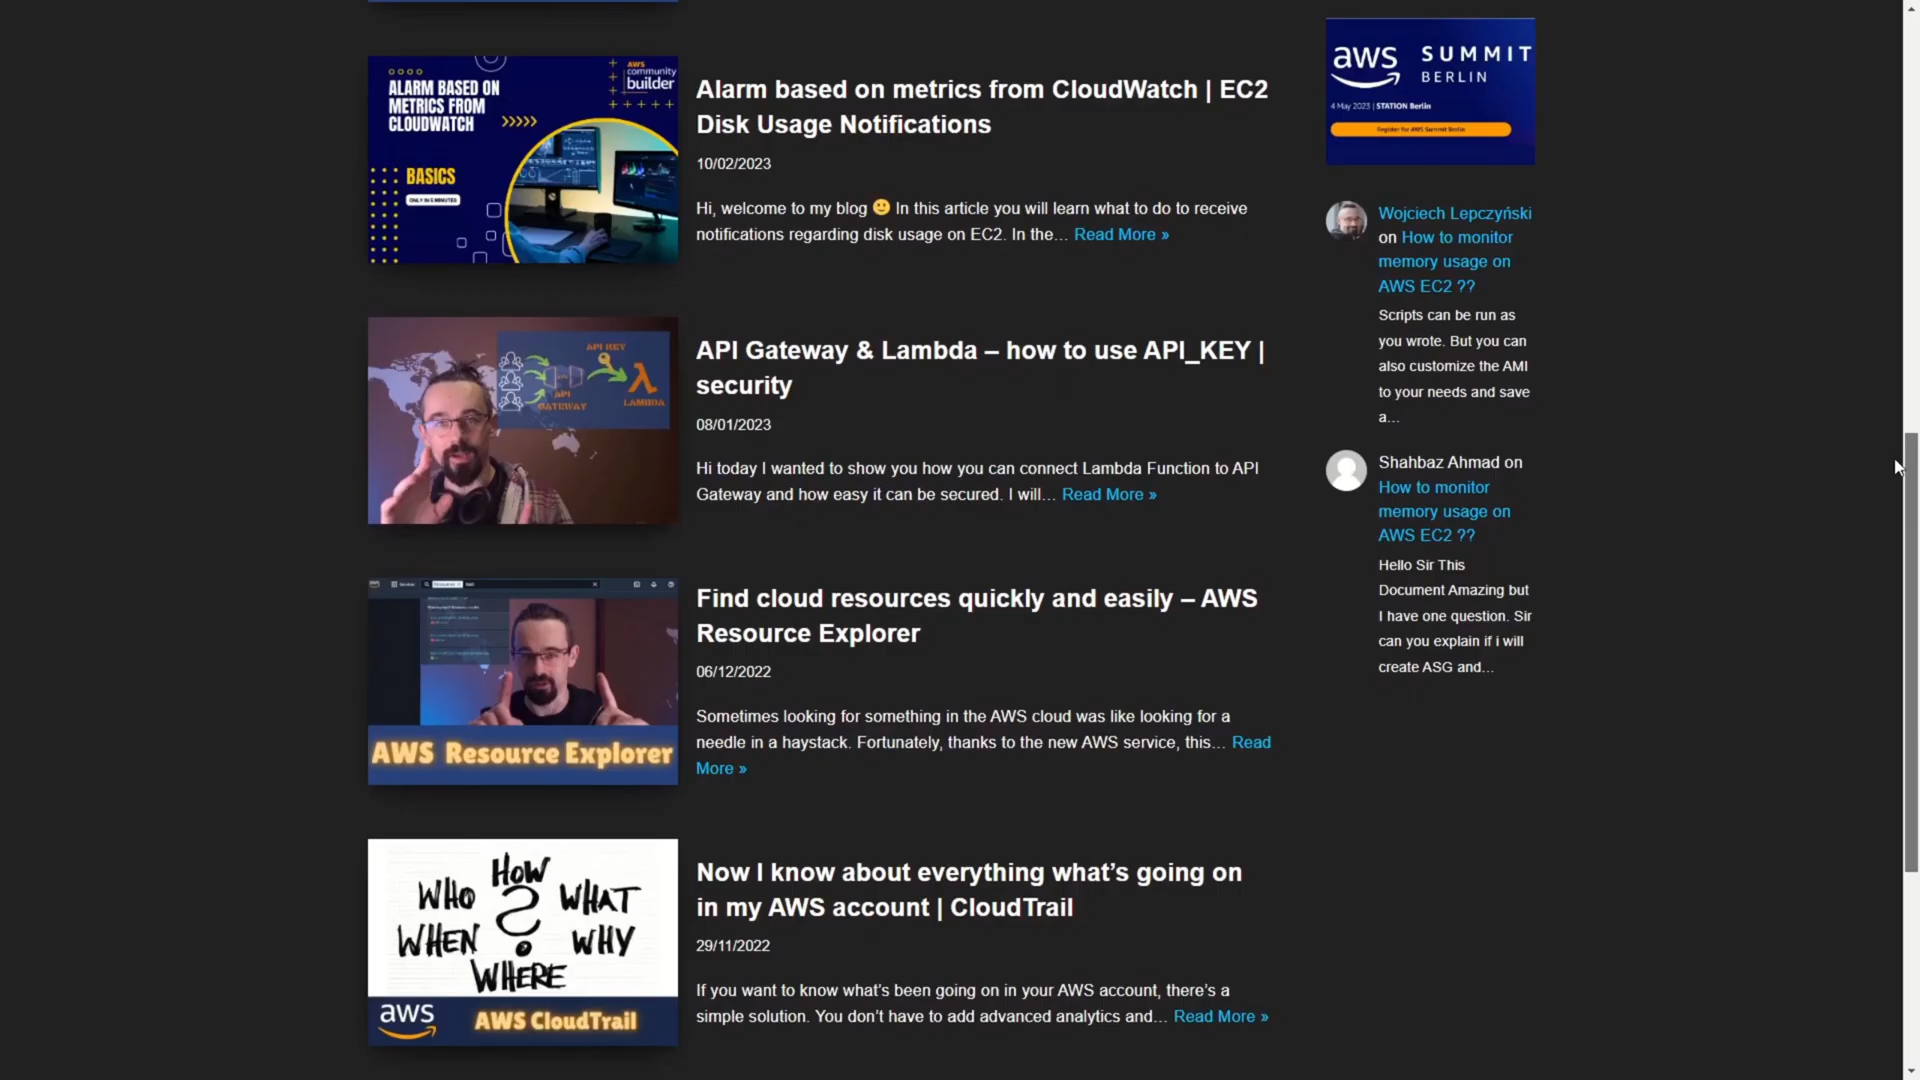 ALARM BASED ON
METRICS FROM
CLOUDWATCH
AWS
community
builder
BASICS
ONLY IN 5 MINUTES
Alarm based on metrics from CloudWatch | EC2
Disk Usage Notifications
10/02/2023
Hi, welcome to my blog 🙂 In this article you will learn what to do to receive
notifications regarding disk usage on EC2. In the... Read More »
API KEY
API
GATEWAY
LAMBDA
API Gateway & Lambda – how to use API_KEY |
security
08/01/2023
Hi today I wanted to show you how you can connect Lambda Function to API
Gateway and how easy it can be secured. I will... Read More »
AWS Resource Explorer
Find cloud resources quickly and easily – AWS
Resource Explorer
06/12/2022
Sometimes looking for something in the AWS cloud was like looking for a
needle in a haystack. Fortunately, thanks to the new AWS service, this... Read
More »
HOW
WHO ? WHAT
WHEN WHY
WHERE
aws AWS CloudTrail
Now I know about everything what's going on
in my AWS account | CloudTrail
29/11/2022
If you want to know what's been going on in your AWS account, there's a
simple solution. You don't have to add advanced analytics and... Read More »
aws SUMMIT
BERLIN
4 May 2023 | STATION Berlin
Register for AWS Summit Berlin
Wojciech Lepczyński
on How to monitor
memory usage on
AWS EC2 ??
Scripts can be run as
you wrote. But you can
also customize the AMI
to your needs and save
a...
Shahbaz Ahmad on
How to monitor
memory usage on
AWS EC2 ??
Hello Sir This
Document Amazing but
I have one question. Sir
can you explain if i will
create ASG and...